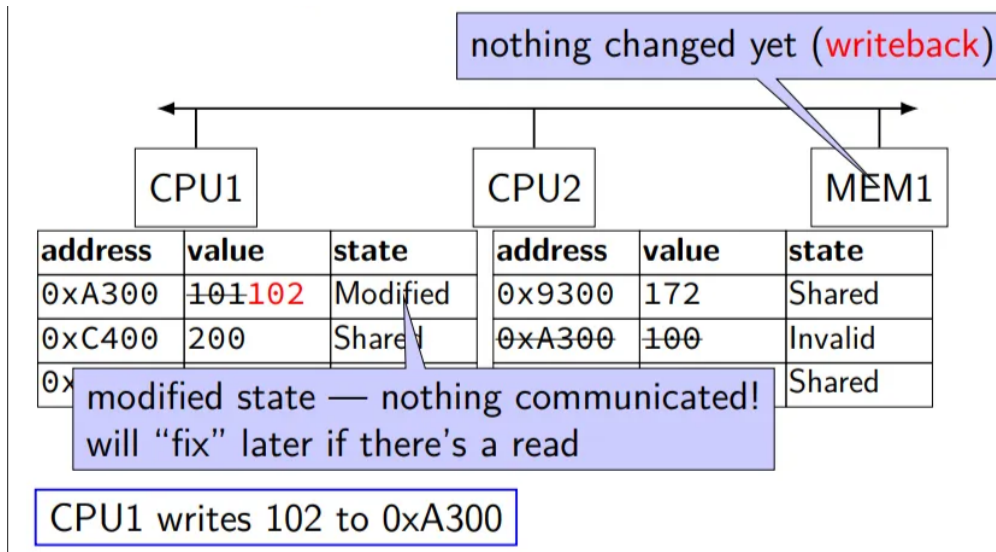 nothing changed yet (writeback)
CPU1
CPU2
MEM1
address value state
0xA300 101102 Modified
0xC400 200 Shared
0x
address value state
0x9300 172 Shared
0xA300 100 Invalid
Shared
modified state — nothing communicated!
will “fix” later if there’s a read
CPU1 writes 102 to 0xA300